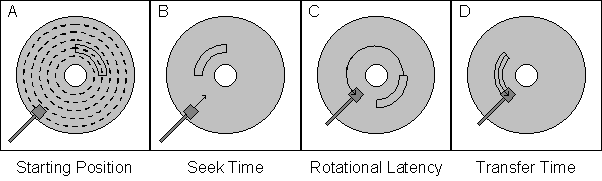 A
B
C
D
Starting Position
Seek Time
Rotational Latency
Transfer Time